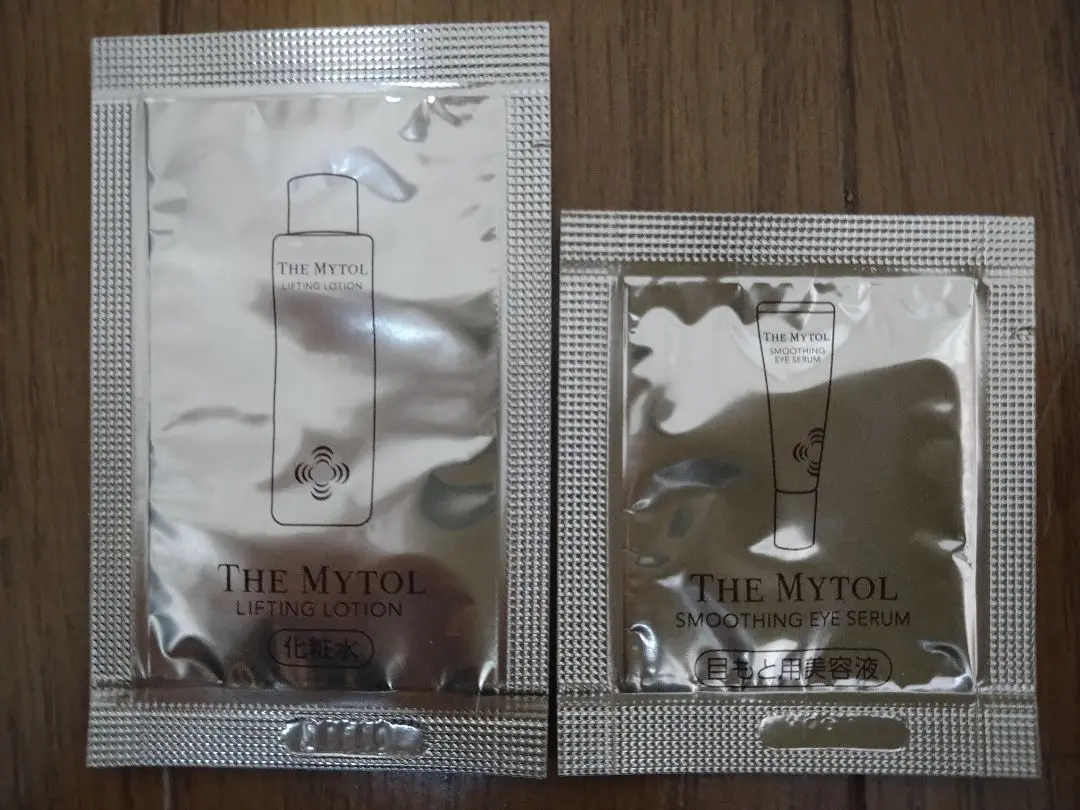 THE MYTOL
LIFTING LOTION
THE MYTOL
LIFTING LOTION
化粧水
THE MYTOL
SMOOTHING
EYE SERUM
THE MYTOL
SMOOTHING EYE SERUM
目もと用美容液